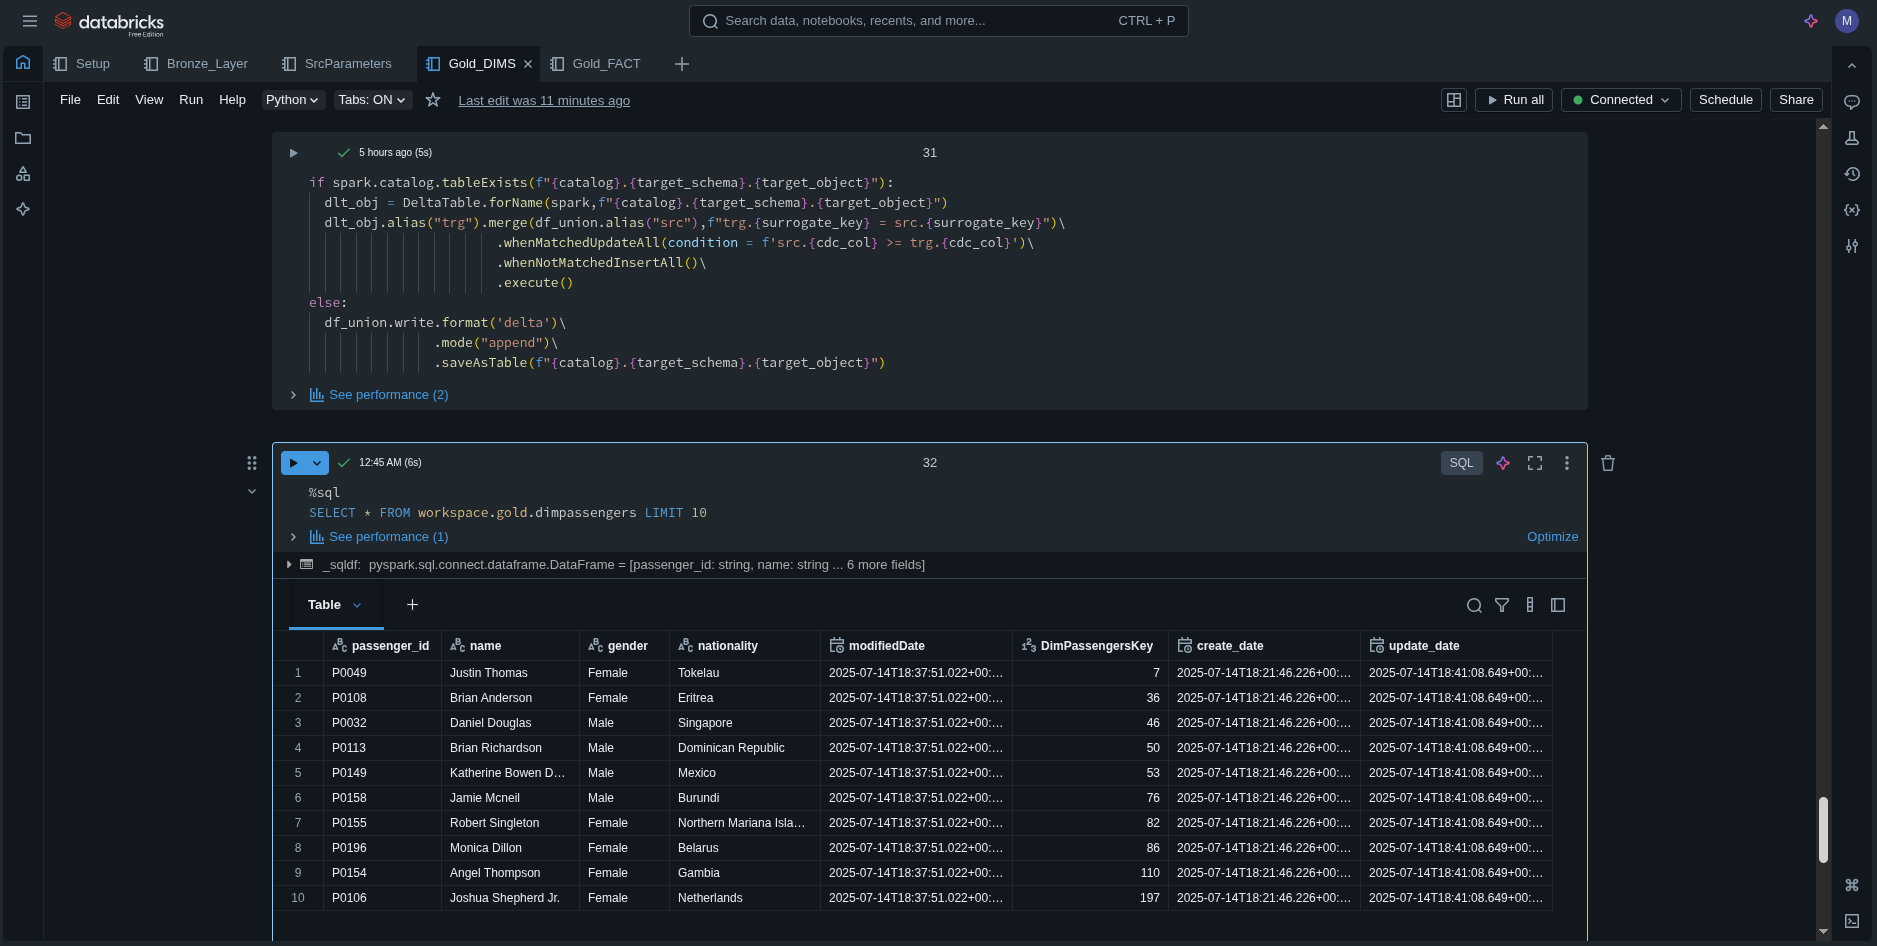 databricks
Free Edition
Search data, notebooks, recents, and more... CTRL + P
M
Setup Bronze_Layer SrcParameters Gold_DIMS Gold_FACT
File Edit View Run Help Python Tabs: ON Last edit was 11 minutes ago Run all Connected Schedule Share
5 hours ago (5s) 31
if spark.catalog.tableExists(f"{catalog}.{target_schema}.{target_object}"):
dlt_obj = DeltaTable.forName(spark,f"{catalog}.{target_schema}.{target_object}")
dlt_obj.alias("trg").merge(df_union.alias("src"),f"trg.{surrogate_key} = src.{surrogate_key}")\
.whenMatchedUpdateAll(condition = f'src.{cdc_col} >= trg.{cdc_col}')\
.whenNotMatchedInsertAll()\
.execute()
else:
df_union.write.format('delta')\
.mode("append")\
.saveAsTable(f"{catalog}.{target_schema}.{target_object}")
See performance (2)
12:45 AM (6s) 32 SQL
%sql
SELECT * FROM workspace.gold.dimpassengers LIMIT 10
See performance (1) Optimize
_sqldf: pyspark.sql.connect.dataframe.DataFrame = [passenger_id: string, name: string ... 6 more fields]
Table +
passenger_id name gender nationality modifiedDate DimPassengersKey create_date update_date
1 P0049 Justin Thomas Female Tokelau 2025-07-14T18:37:51.022+00:... 7 2025-07-14T18:21:46.226+00:... 2025-07-14T18:41:08.649+00:...
2 P0108 Brian Anderson Female Eritrea 2025-07-14T18:37:51.022+00:... 36 2025-07-14T18:21:46.226+00:... 2025-07-14T18:41:08.649+00:...
3 P0032 Daniel Douglas Male Singapore 2025-07-14T18:37:51.022+00:... 46 2025-07-14T18:21:46.226+00:... 2025-07-14T18:41:08.649+00:...
4 P0113 Brian Richardson Male Dominican Republic 2025-07-14T18:37:51.022+00:... 50 2025-07-14T18:21:46.226+00:... 2025-07-14T18:41:08.649+00:...
5 P0149 Katherine Bowen D... Male Mexico 2025-07-14T18:37:51.022+00:... 53 2025-07-14T18:21:46.226+00:... 2025-07-14T18:41:08.649+00:...
6 P0158 Jamie Mcneil Male Burundi 2025-07-14T18:37:51.022+00:... 76 2025-07-14T18:21:46.226+00:... 2025-07-14T18:41:08.649+00:...
7 P0155 Robert Singleton Female Northern Mariana Isla... 2025-07-14T18:37:51.022+00:... 82 2025-07-14T18:21:46.226+00:... 2025-07-14T18:41:08.649+00:...
8 P0196 Monica Dillon Female Belarus 2025-07-14T18:37:51.022+00:... 86 2025-07-14T18:21:46.226+00:... 2025-07-14T18:41:08.649+00:...
9 P0154 Angel Thompson Female Gambia 2025-07-14T18:37:51.022+00:... 110 2025-07-14T18:21:46.226+00:... 2025-07-14T18:41:08.649+00:...
10 P0106 Joshua Shepherd Jr. Female Netherlands 2025-07-14T18:37:51.022+00:... 197 2025-07-14T18:21:46.226+00:... 2025-07-14T18:41:08.649+00:...